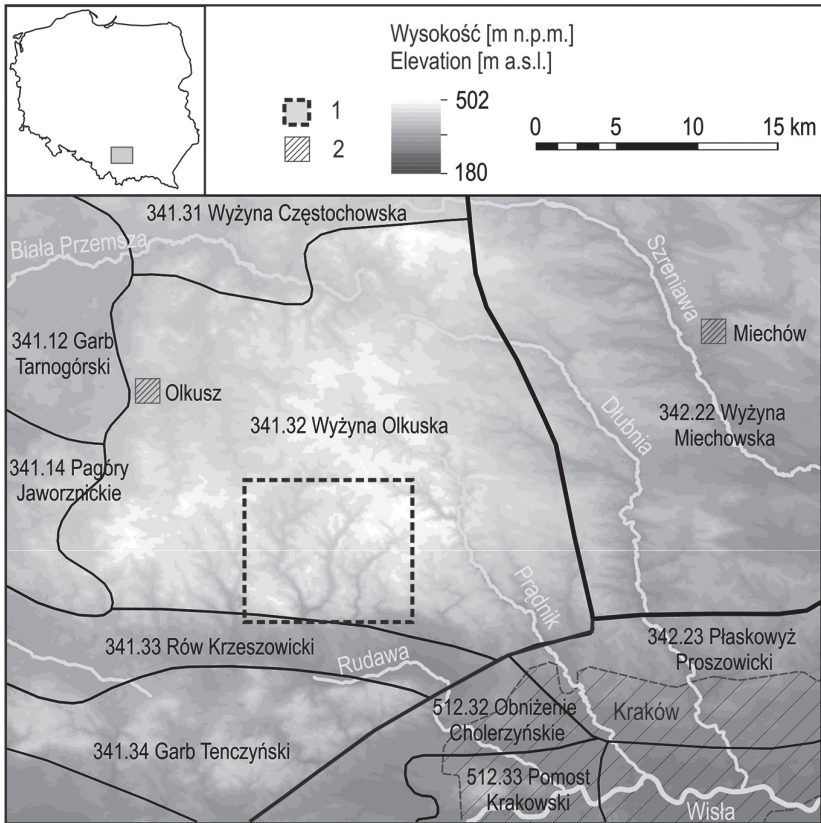 Wysokość [m n.p.m.]
Elevation [m a.s.l.]
1
2
502
180
0
5
10
15 km
341.31 Wyżyna Częstochowska
Biała Przemsza
Szreniawa
341.12 Garb
Tarnogórski
Miechów
Olkusz
Dłubnia
342.22 Wyżyna
Miechowska
341.32 Wyżyna Olkuska
341.14 Pagóry
Jaworznickie
Prądnik
341.33 Rów Krzeszowicki
342.23 Płaskowyż
Proszowicki
Rudawa
512.32 Obniżenie
Cholerzyńskie
Kraków
341.34 Garb Tenczyński
512.33 Pomost
Krakowski
Wisła